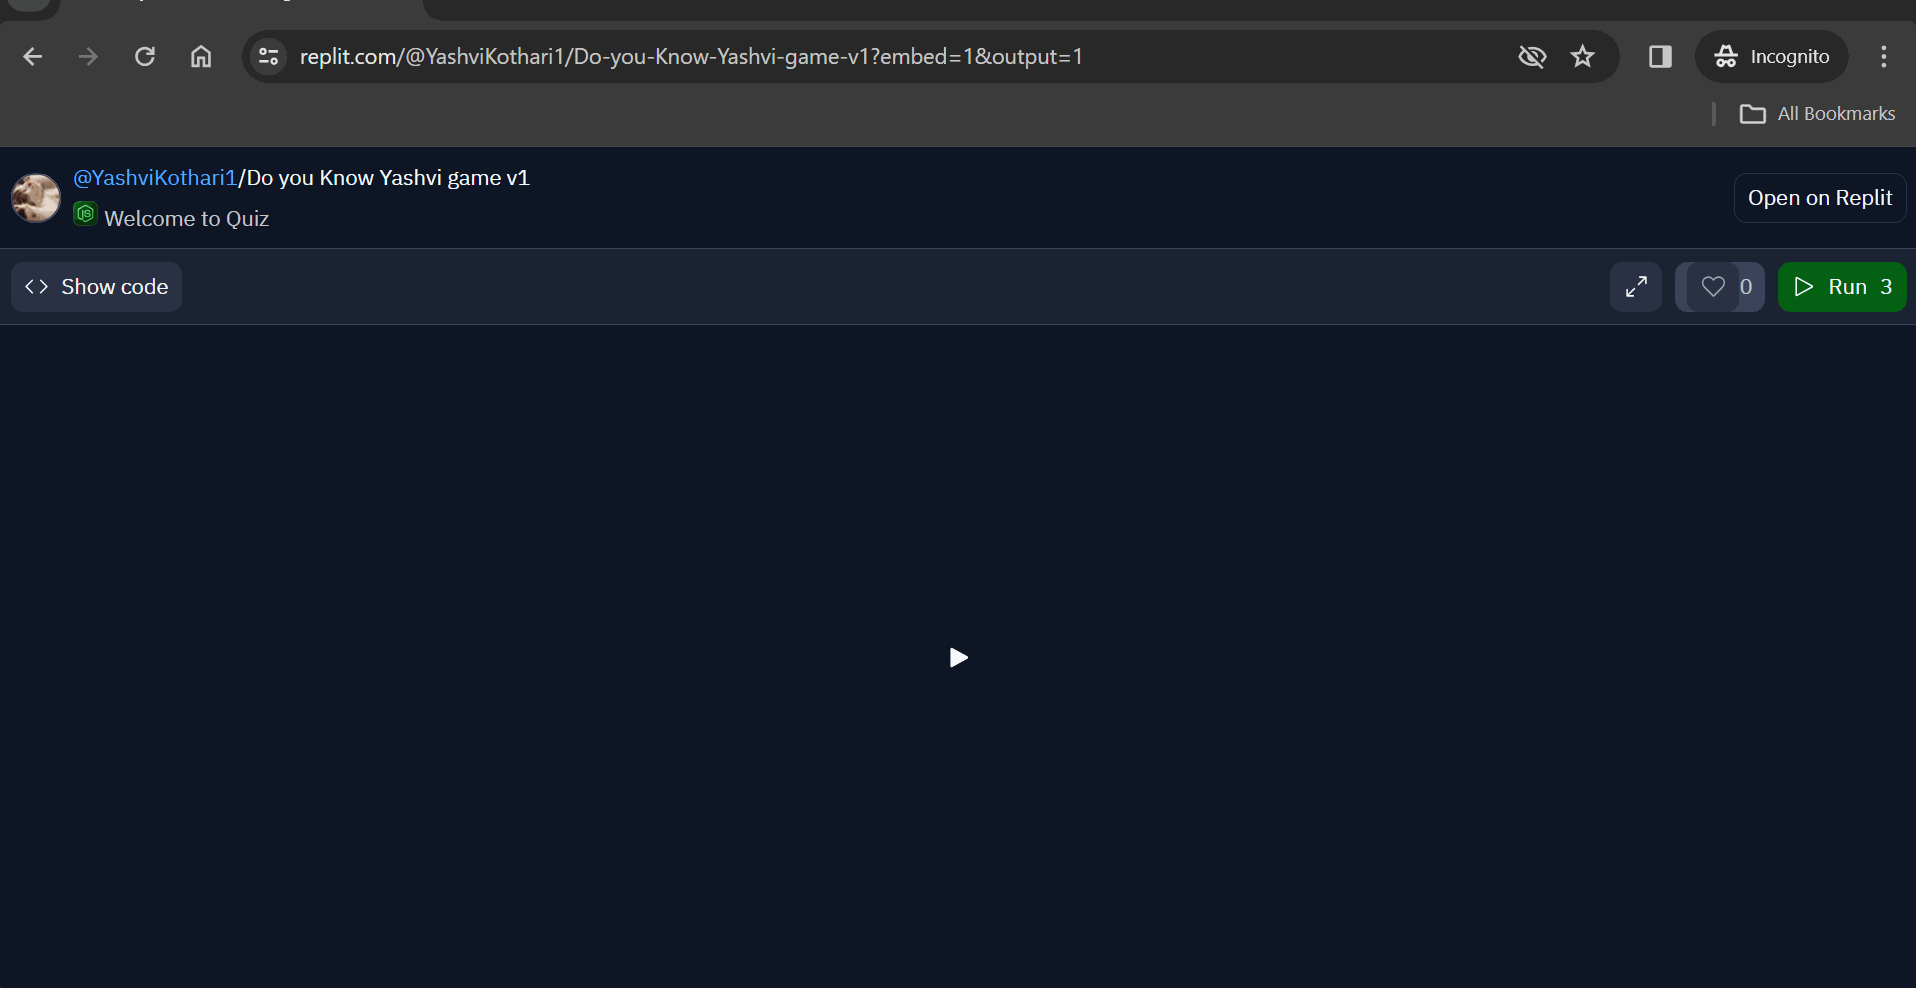 replit.com/@YashviKothari1/Do-you-Know-Yashvi-game-v1?embed=1&output=1
Incognito
All Bookmarks
@YashviKothari1/Do you Know Yashvi game v1
JS Welcome to Quiz
Open on Replit
<> Show code
0
Run 3